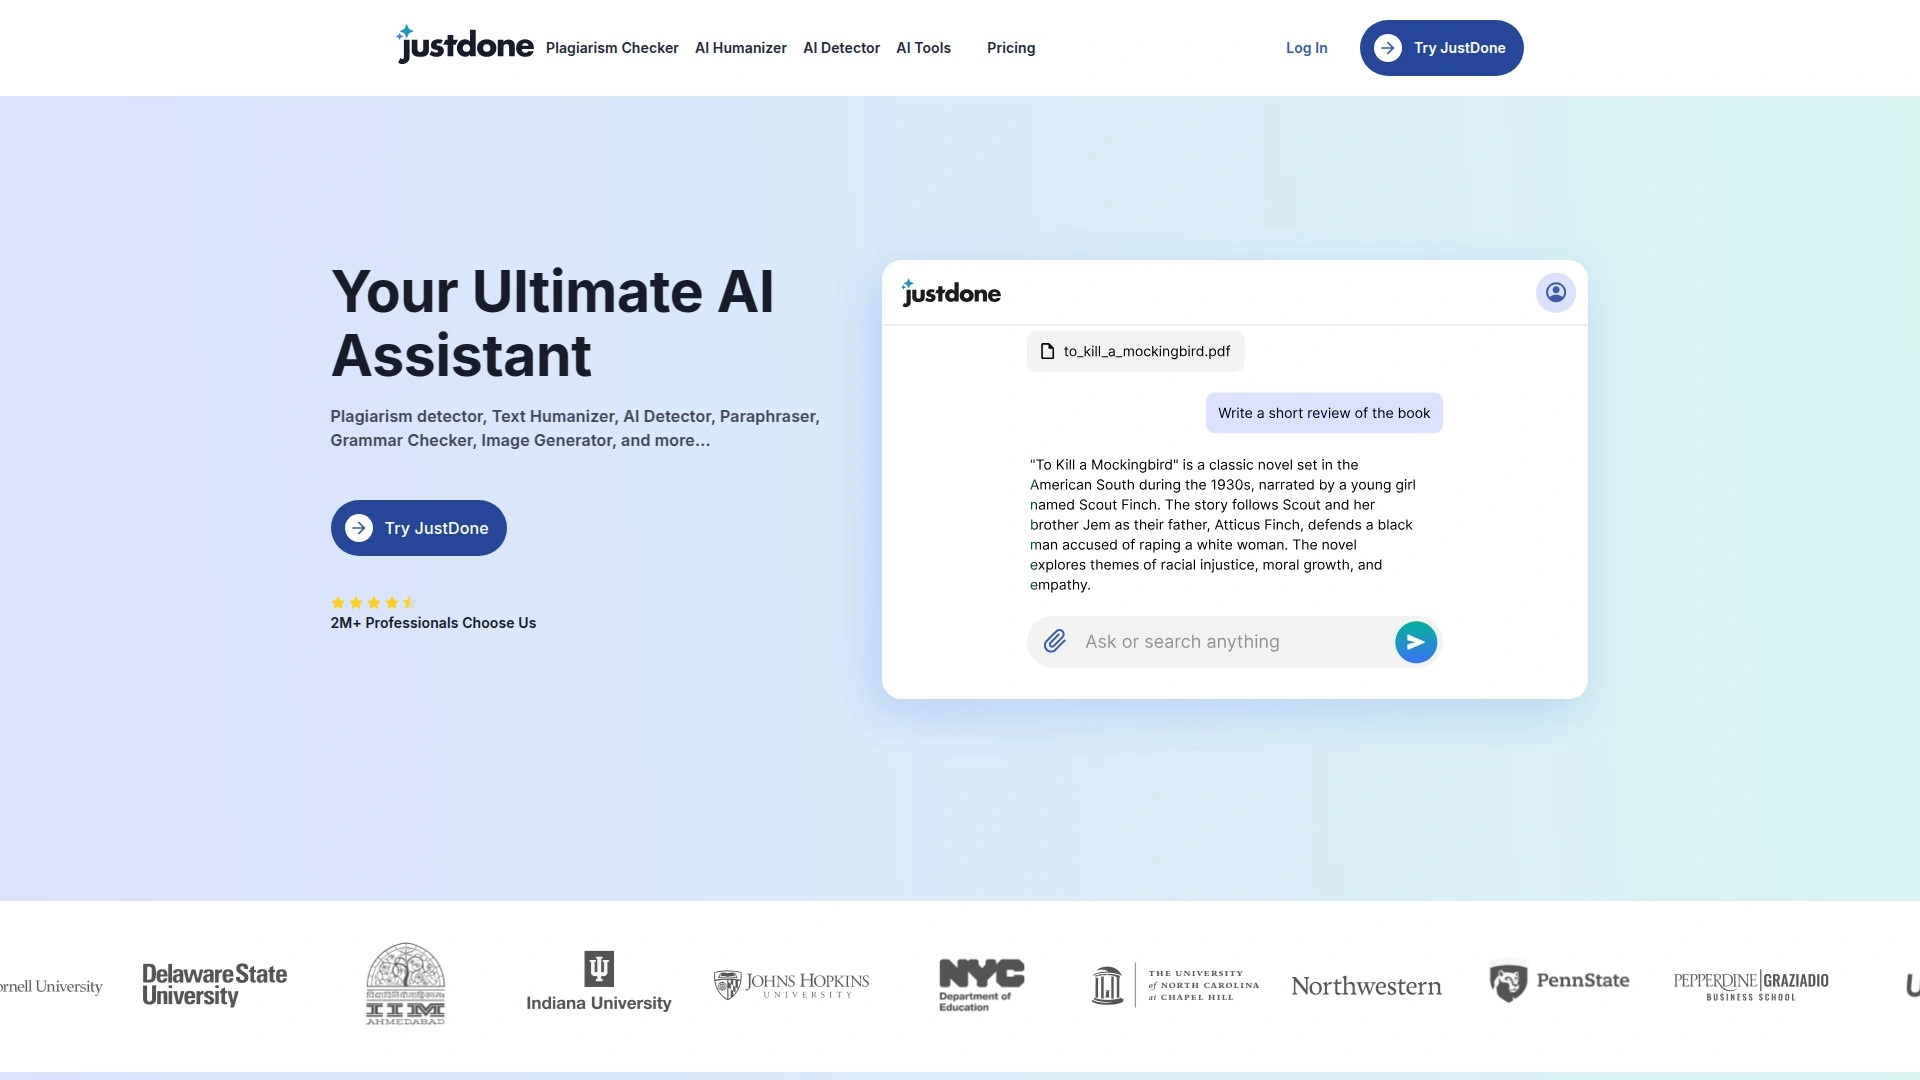 justdone
Plagiarism Checker
AI Humanizer
AI Detector
AI Tools
Pricing
Log In
Try JustDone
Your Ultimate AI
Assistant
Plagiarism detector, Text Humanizer, AI Detector, Paraphraser,
Grammar Checker, Image Generator, and more...
Try JustDone
2M+ Professionals Choose Us
justdone
to_kill_a_mockingbird.pdf
Write a short review of the book
"To Kill a Mockingbird" is a classic novel set in the
American South during the 1930s, narrated by a young girl
named Scout Finch. The story follows Scout and her
brother Jem as their father, Atticus Finch, defends a black
man accused of raping a white woman. The novel
explores themes of racial injustice, moral growth, and
empathy.
Ask or search anything
rnell University
Delaware State
University
IIM
AHMEDABAD
Indiana University
JOHNS HOPKINS
UNIVERSITY
NYC
Department of
Education
THE UNIVERSITY
of NORTH CAROLINA
at CHAPEL HILL
Northwestern
PennState
PEPPERDINE GRAZIADIO
BUSINESS SCHOOL